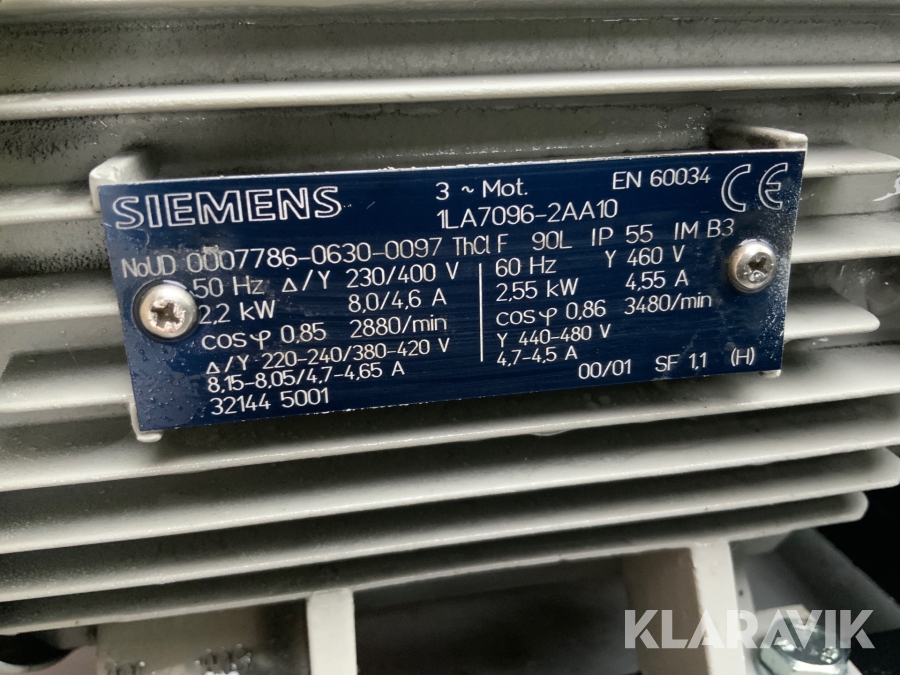 SIEMENS
3 ~ Mot.
EN 60034
CE
1LA7096-2AA10
NoUD 0007786-0630-0097 ThCl F 90L IP 55 IM B3
50 Hz Δ/Y 230/400 V
2,2 kW 8,0/4,6 A
cosφ 0,85 2880/min
Δ/Y 220-240/380-420 V
8,15-8,05/4,7-4,65 A
32144 5001
60 Hz Y 460 V
2,55 kW 4,55 A
cosφ 0,86 3480/min
Y 440-480 V
4,7-4,5 A
00/01 SF 1,1 (H)
KLARAVIK